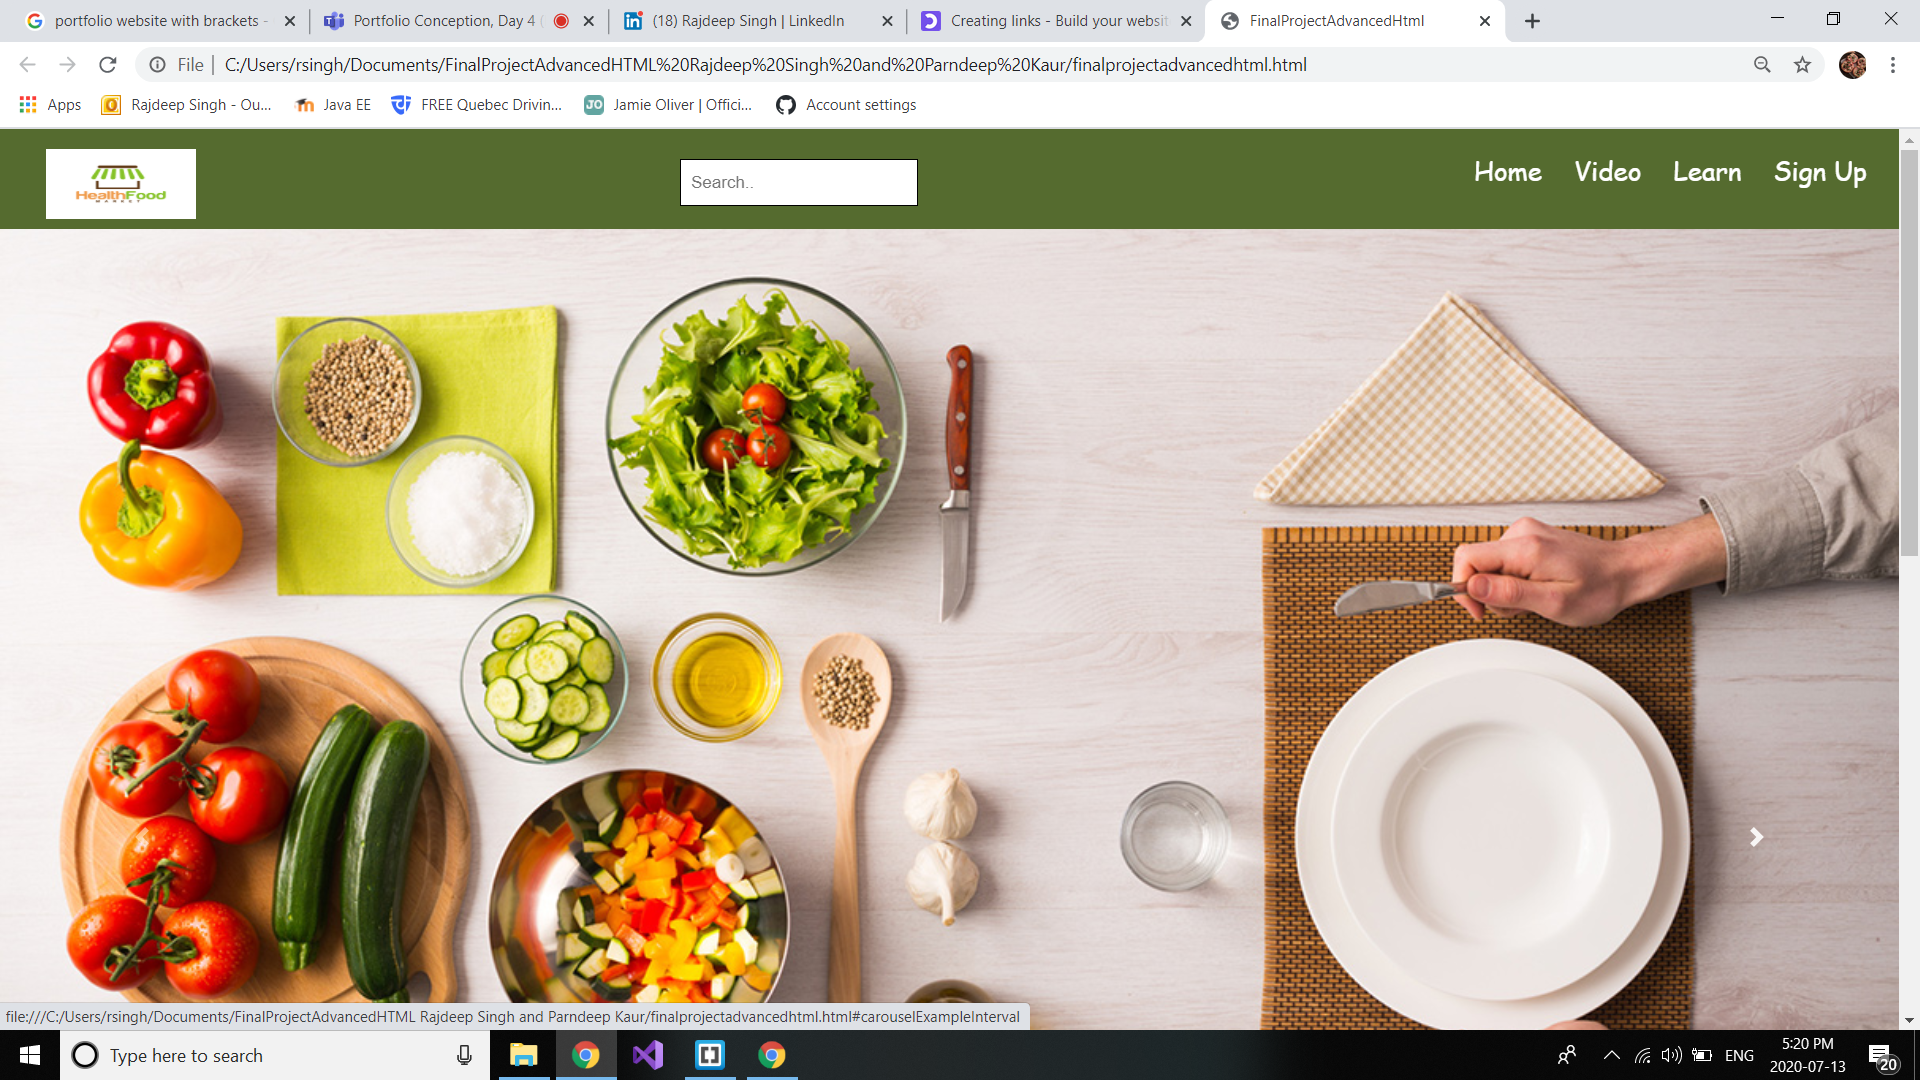 portfolio website with brackets -
Portfolio Conception, Day 4 (
(18) Rajdeep Singh | LinkedIn
Creating links - Build your websit
FinalProjectAdvancedHtml
File | C:/Users/rsingh/Documents/FinalProjectAdvancedHTML%20Rajdeep%20Singh%20and%20Parndeep%20Kaur/finalprojectadvancedhtml.html
Apps
Rajdeep Singh - Ou...
Java EE
FREE Quebec Drivin...
JO
Jamie Oliver | Offici...
Account settings
HealthFood
MARKET
Search..
Home Video Learn Sign Up
file:///C:/Users/rsingh/Documents/FinalProjectAdvancedHTML Rajdeep Singh and Parndeep Kaur/finalprojectadvancedhtml.html#carouselExampleInterval
Type here to search
ENG
5:20 PM
2020-07-13
20